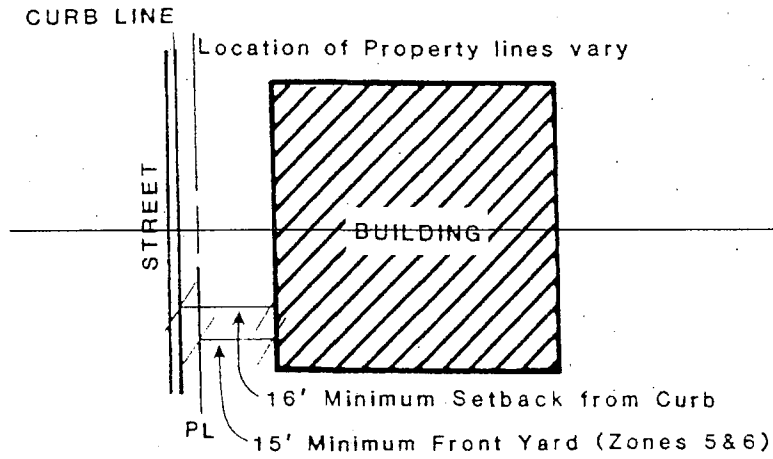 CURB LINE
Location of Property lines vary
STREET
BUILDING
16' Minimum Setback from Curb
PL
15' Minimum Front Yard (Zones 5&6)